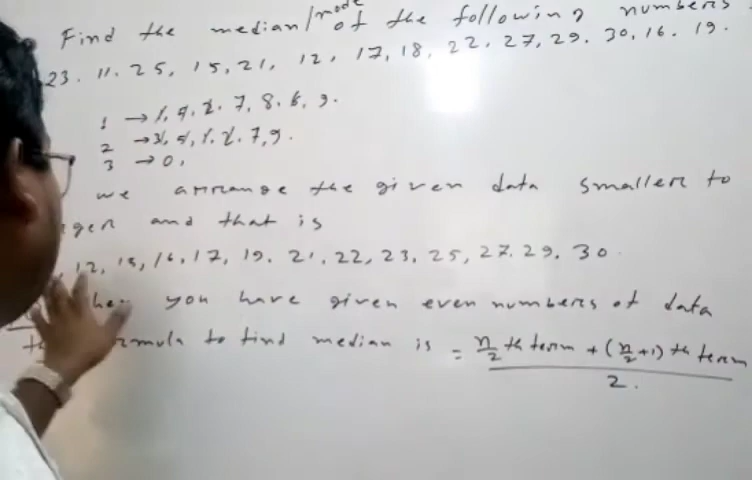 Find the median/mode of the following numbers
23. 11. 25, 15, 21, 12, 17, 18, 22, 27, 29. 30, 16. 19.
1 → 1, 5, 2. 7, 8. 6, 9.
2 → 3, 5, 1, 2. 7, 9.
3 → 0,
we arrange the given data smaller to
and that is
12, 15, 16, 17, 19. 21, 22, 23, 25, 27. 29. 30.
you have given even numbers of data
to find median is = n/2 th term + (n/2 + 1) th term
2.